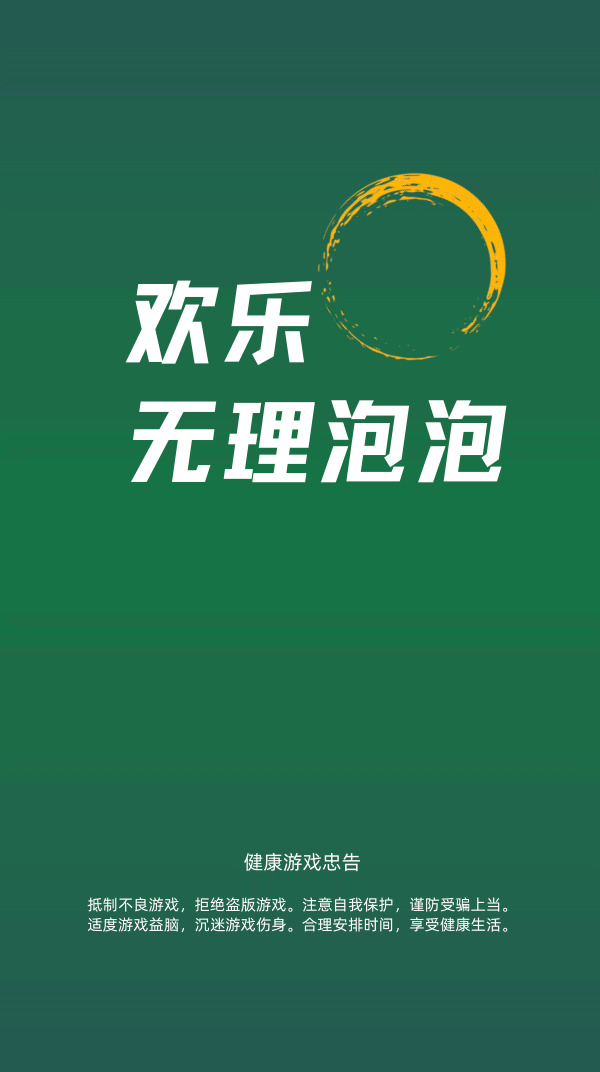 欢乐
无理泡泡
健康游戏忠告
抵制不良游戏，拒绝盗版游戏。注意自我保护，谨防受骗上当。
适度游戏益脑，沉迷游戏伤身。合理安排时间，享受健康生活。